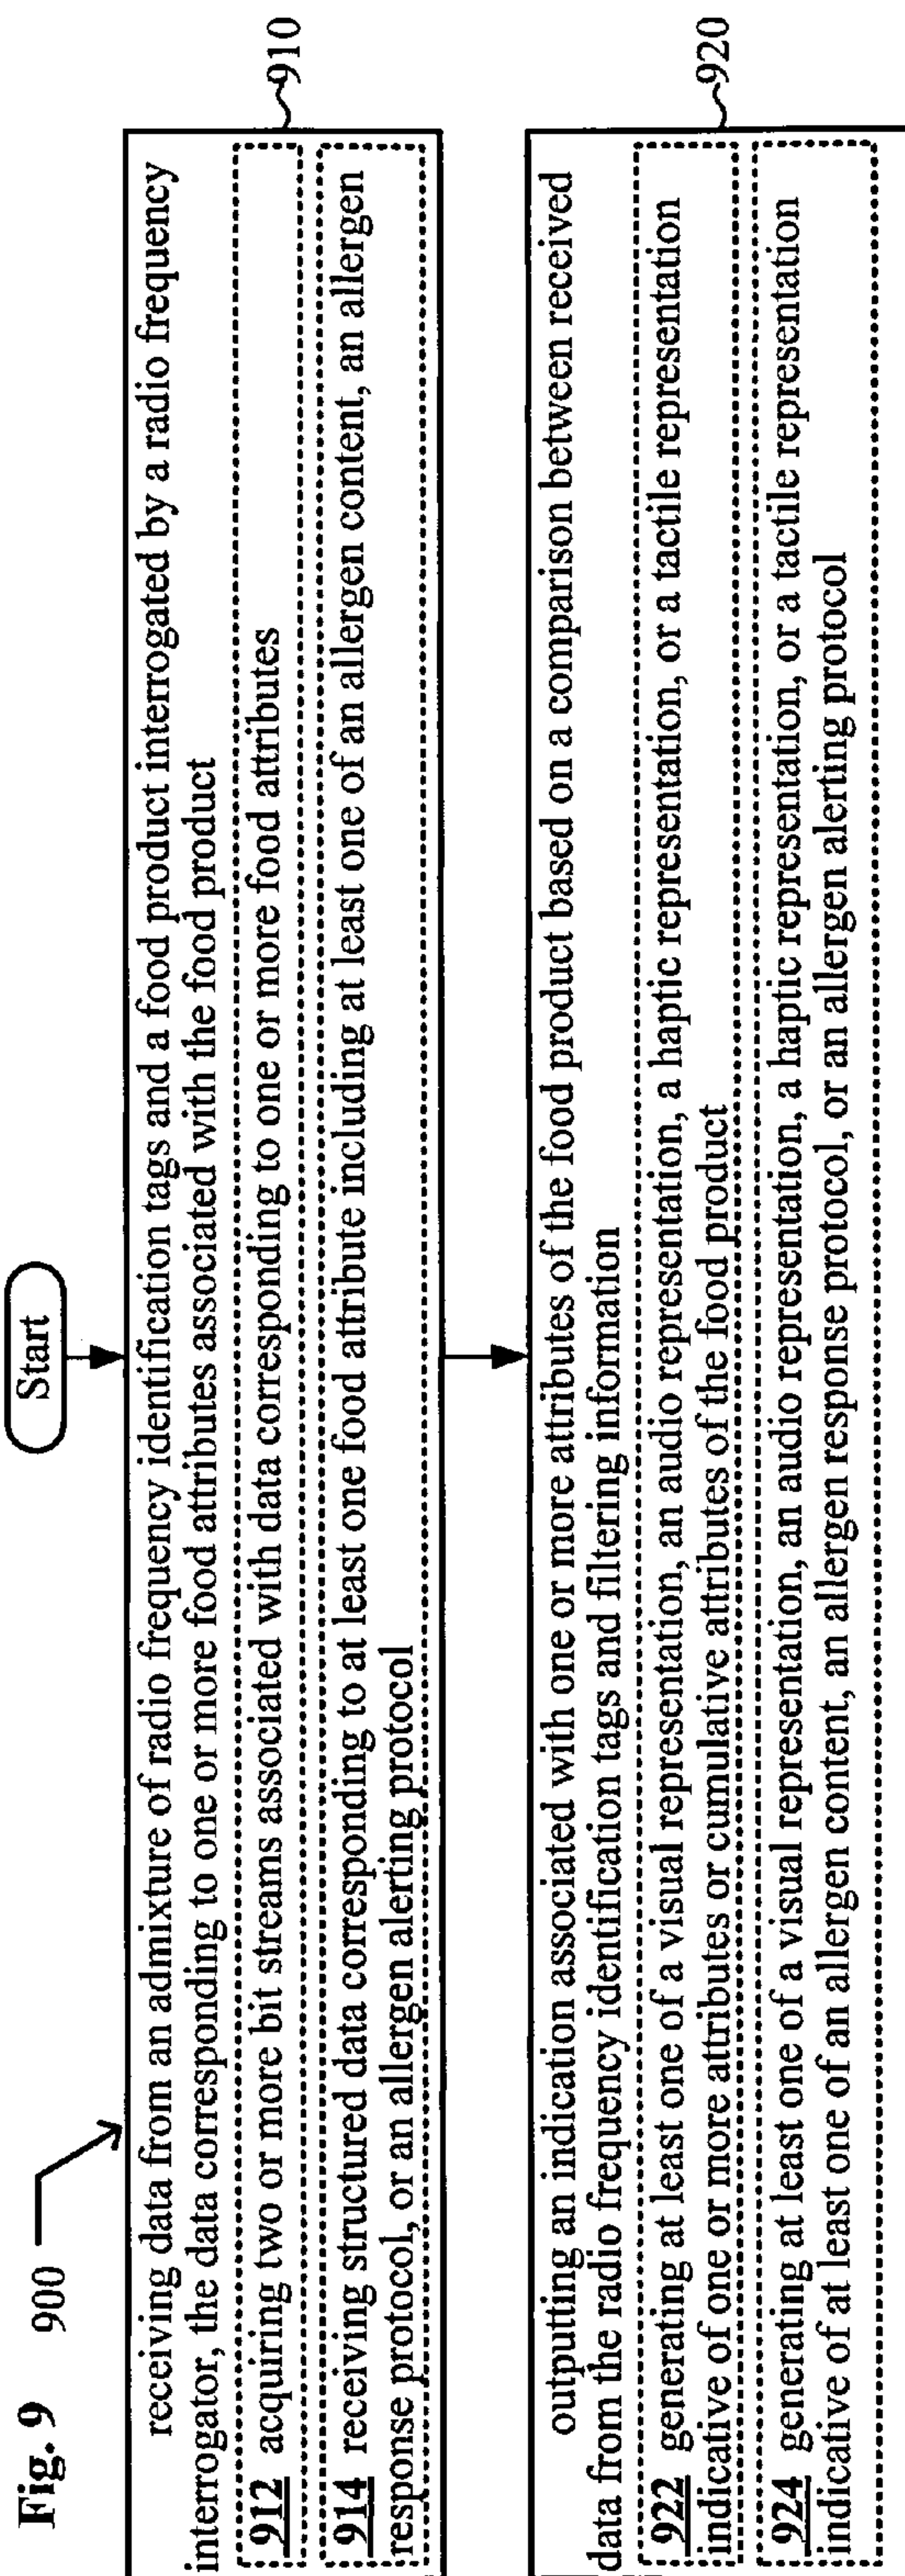 Fig. 9
900
Start
receiving data from an admixture of radio frequency identification tags and a food product interrogated by a radio frequency
interrogator, the data corresponding to one or more food attributes associated with the food product
912 acquiring two or more bit streams associated with data corresponding to one or more food attributes
914 receiving structured data corresponding to at least one food attribute including at least one of an allergen content, an allergen
response protocol, or an allergen alerting protocol
910
outputting an indication associated with one or more attributes of the food product based on a comparison between received
data from the radio frequency identification tags and filtering information
922 generating at least one of a visual representation, an audio representation, a haptic representation, or a tactile representation
indicative of one or more attributes or cumulative attributes of the food product
924 generating at least one of a visual representation, an audio representation, a haptic representation, or a tactile representation
indicative of at least one of an allergen content, an allergen response protocol, or an allergen alerting protocol
920